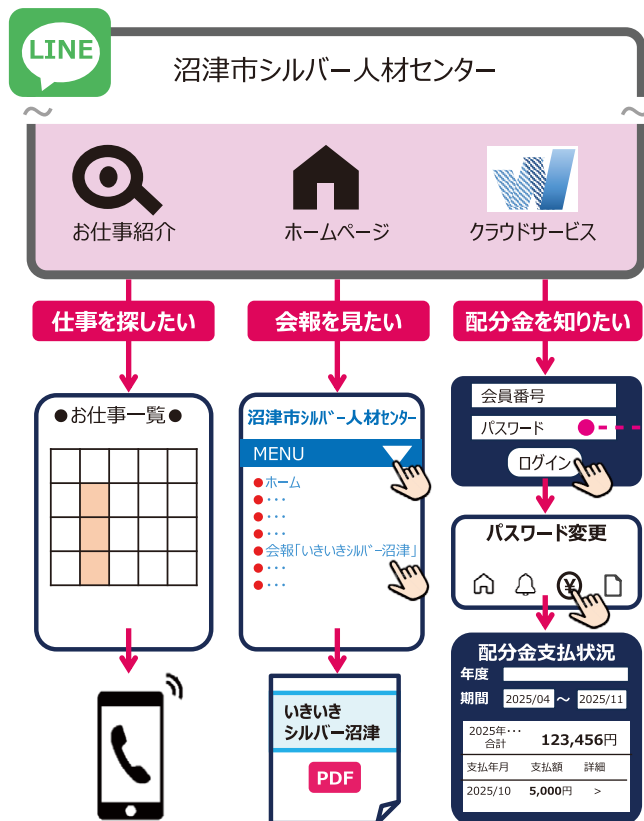 LINE
沼津市シルバー人材センター
お仕事紹介
ホームページ
クラウドサービス
仕事を探したい
会報を見たい
配分金を知りたい
●お仕事一覧●
沼津市ｼﾙﾊﾞｰ人材ｾﾝﾀｰ
MENU
●ホーム
●･･･
●･･･
●･･･
●会報「いきいきｼﾙﾊﾞｰ沼津」
●･･･
●･･･
いきいき
シルバー沼津
PDF
会員番号
パスワード
ログイン
パスワード変更
¥
配分金支払状況
年度
期間 2025/04 ～ 2025/11
2025年･･･
合計 123,456円
支払年月 支払額 詳細
2025/10 5,000円 >